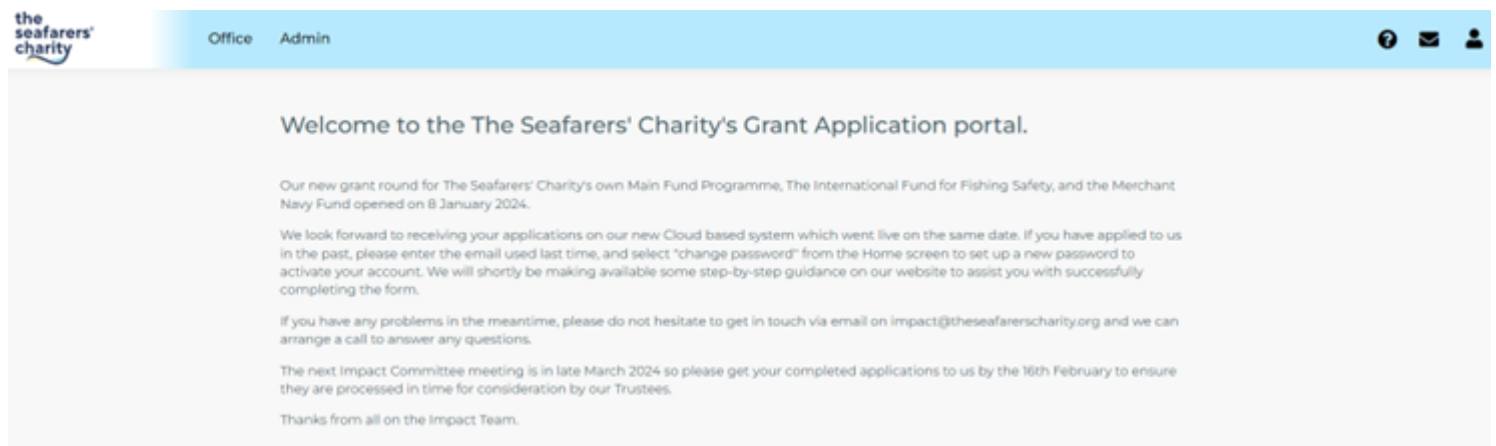 the
seafarers'
charity
Office Admin
Welcome to the The Seafarers' Charity's Grant Application portal.
Our new grant round for The Seafarers' Charity's own Main Fund Programme, The International Fund for Fishing Safety, and the Merchant
Navy Fund opened on 8 January 2024.
We look forward to receiving your applications on our new Cloud based system which went live on the same date. If you have applied to us
in the past, please enter the email used last time, and select "change password" from the Home screen to set up a new password to
activate your account. We will shortly be making available some step-by-step guidance on our website to assist you with successfully
completing the form.
If you have any problems in the meantime, please do not hesitate to get in touch via email on impact@theseafarerscharity.org and we can
arrange a call to answer any questions.
The next Impact Committee meeting is in late March 2024 so please get your completed applications to us by the 16th February to ensure
they are processed in time for consideration by our Trustees.
Thanks from all on the Impact Team.